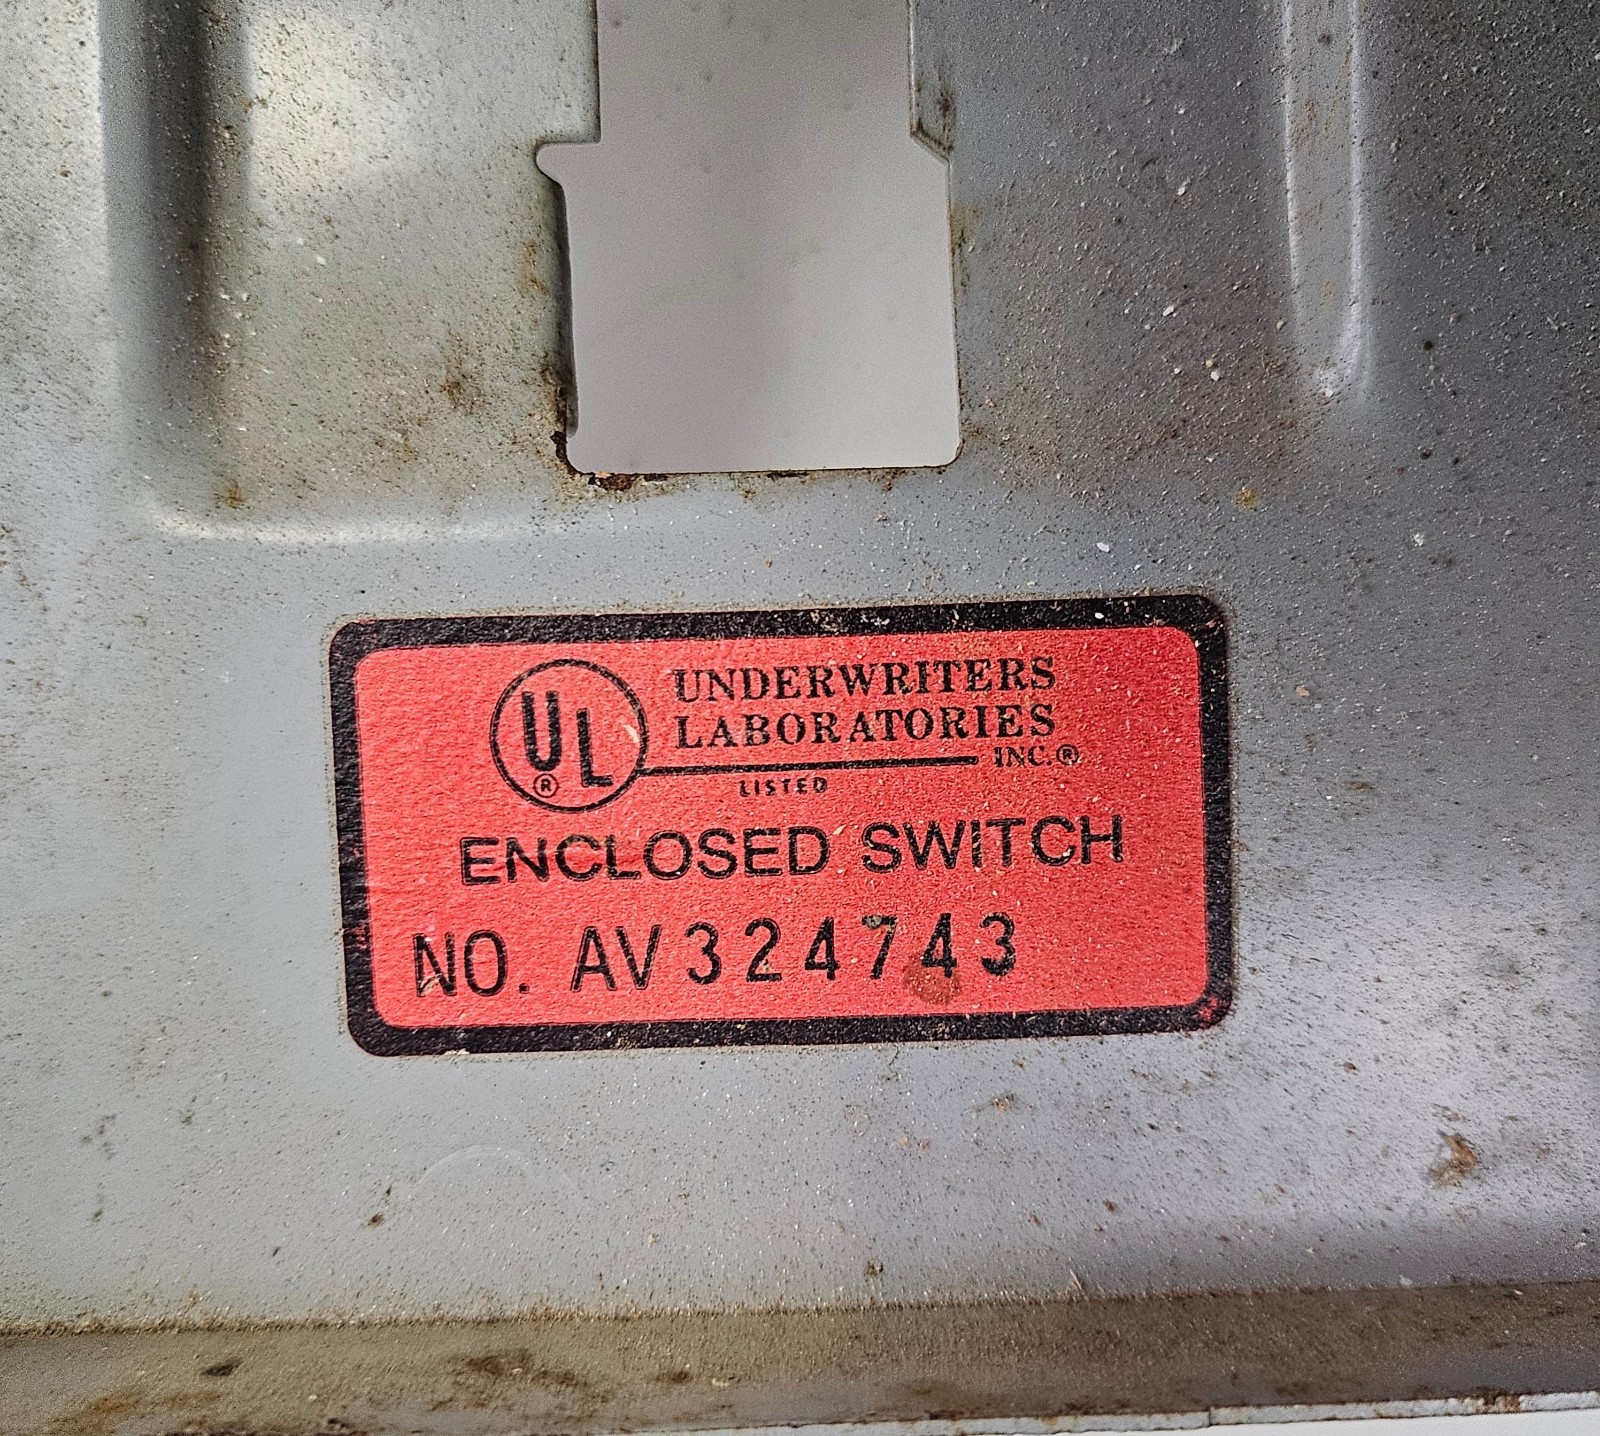 UL®
UNDERWRITERS
LABORATORIES
INC.®
LISTED
ENCLOSED SWITCH
NO. AV324743